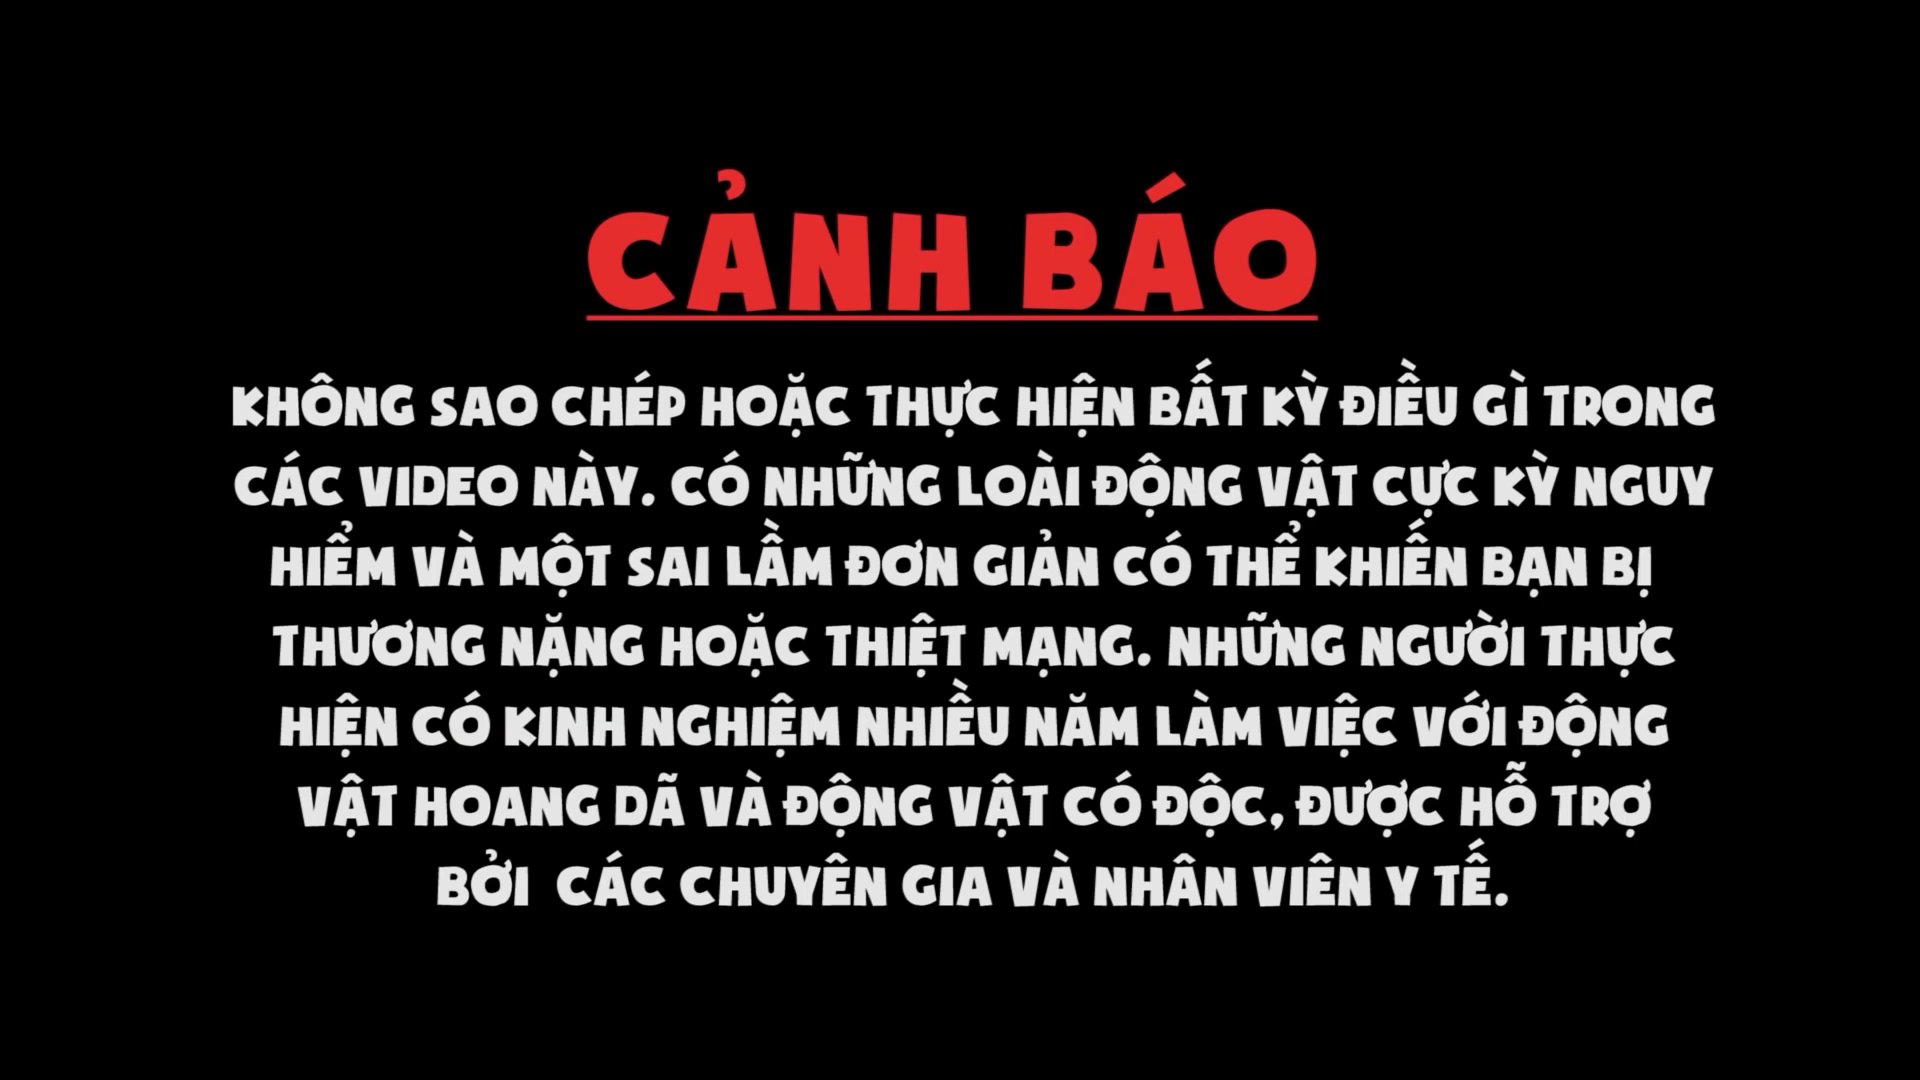 CẢNH BÁO
KHÔNG SAO CHÉP HOẶC THỰC HIỆN BẤT KỲ ĐIỀU GÌ TRONG
CÁC VIDEO NÀY. CÓ NHỮNG LOÀI ĐỘNG VẬT CỰC KỲ NGUY
HIỂM VÀ MỘT SAI LẦM ĐƠN GIẢN CÓ THỂ KHIẾN BẠN BỊ
THƯƠNG NẶNG HOẶC THIỆT MẠNG. NHỮNG NGƯỜI THỰC
HIỆN CÓ KINH NGHIỆM NHIỀU NĂM LÀM VIỆC VỚI ĐỘNG
VẬT HOANG DÃ VÀ ĐỘNG VẬT CÓ ĐỘC, ĐƯỢC HỖ TRỢ
BỞI CÁC CHUYÊN GIA VÀ NHÂN VIÊN Y TẾ.